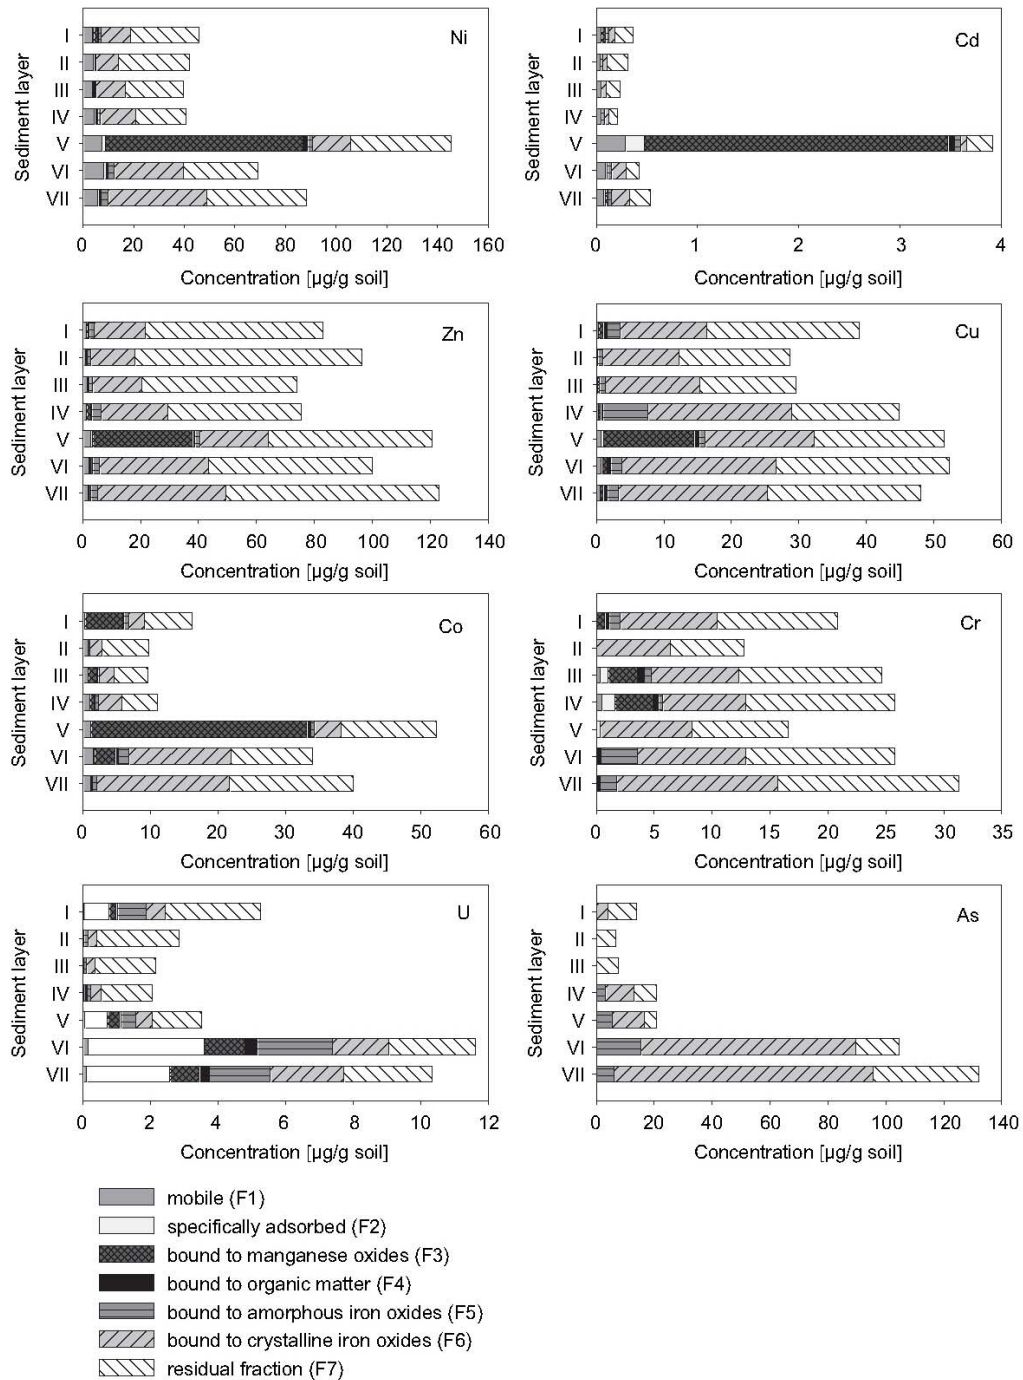 Ni
Sediment layer
I
II
III
IV
V
VI
VII
0 20 40 60 80 100 120 140 160
Concentration [µg/g soil]
Cd
Sediment layer
I
II
III
IV
V
VI
VII
0 1 2 3 4
Concentration [µg/g soil]
Zn
Sediment layer
I
II
III
IV
V
VI
VII
0 20 40 60 80 100 120 140
Concentration [µg/g soil]
Cu
Sediment layer
I
II
III
IV
V
VI
VII
0 10 20 30 40 50 60
Concentration [µg/g soil]
Co
Sediment layer
I
II
III
IV
V
VI
VII
0 10 20 30 40 50 60
Concentration [µg/g soil]
Cr
Sediment layer
I
II
III
IV
V
VI
VII
0 5 10 15 20 25 30 35
Concentration [µg/g soil]
U
Sediment layer
I
II
III
IV
V
VI
VII
0 2 4 6 8 10 12
Concentration [µg/g soil]
As
Sediment layer
I
II
III
IV
V
VI
VII
0 20 40 60 80 100 120 140
Concentration [µg/g soil]
mobile (F1)
specifically adsorbed (F2)
bound to manganese oxides (F3)
bound to organic matter (F4)
bound to amorphous iron oxides (F5)
bound to crystalline iron oxides (F6)
residual fraction (F7)